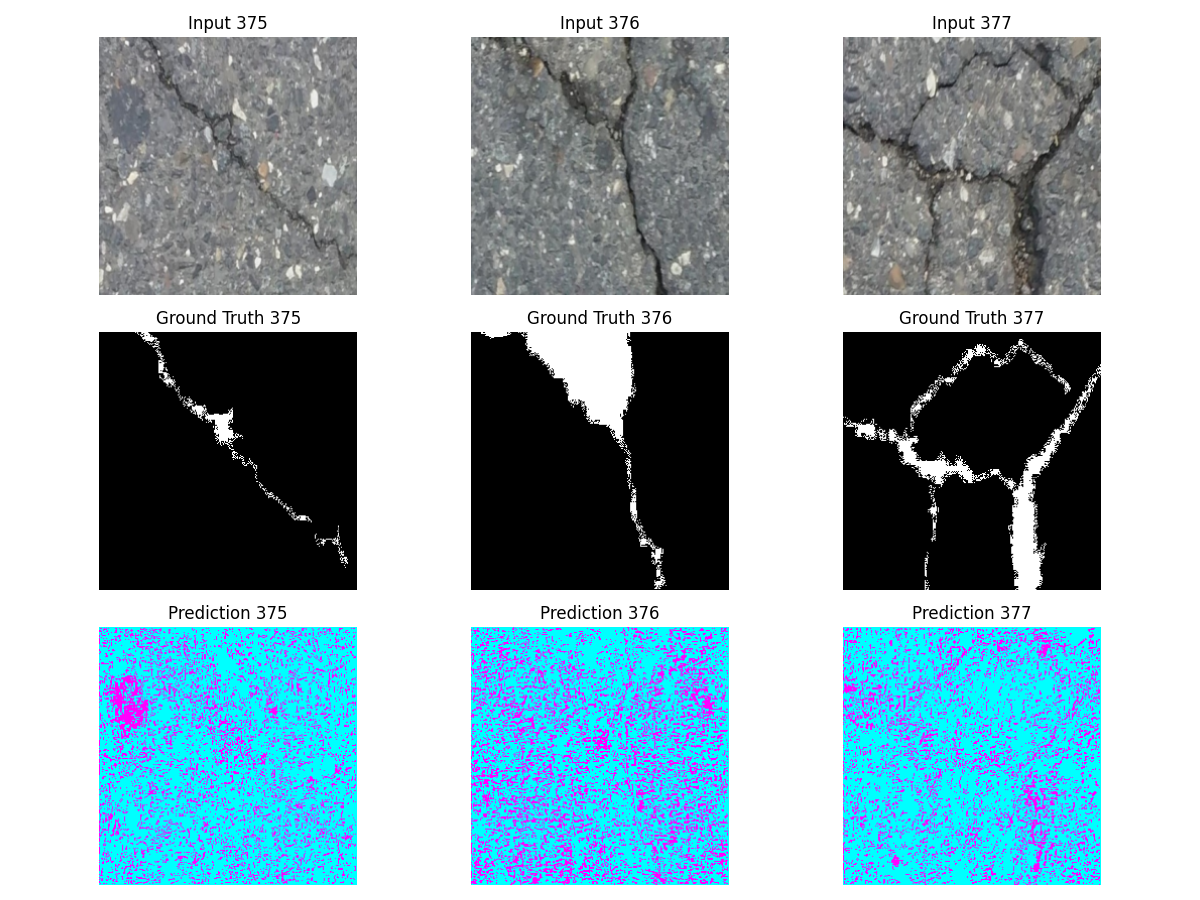 Input 375
Input 376
Input 377
Ground Truth 375
Ground Truth 376
Ground Truth 377
Prediction 375
Prediction 376
Prediction 377